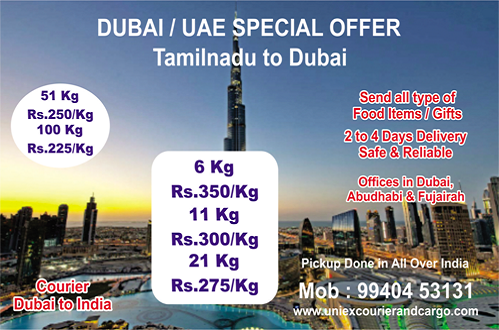 DUBAI / UAE SPECIAL OFFER
Tamilnadu to Dubai
51 Kg
Rs.250/Kg
100 Kg
Rs.225/Kg
6 Kg
Rs.350/Kg
11 Kg
Rs.300/Kg
21 Kg
Rs.275/Kg
Send all type of
Food Items / Gifts
2 to 4 Days Delivery
Safe & Reliable
Offices in Dubai,
Abudhabi & Fujairah
Courier
Dubai to India
Pickup Done in All Over India
Mob : 99404 53131
www.uniexcourierandcargo.com